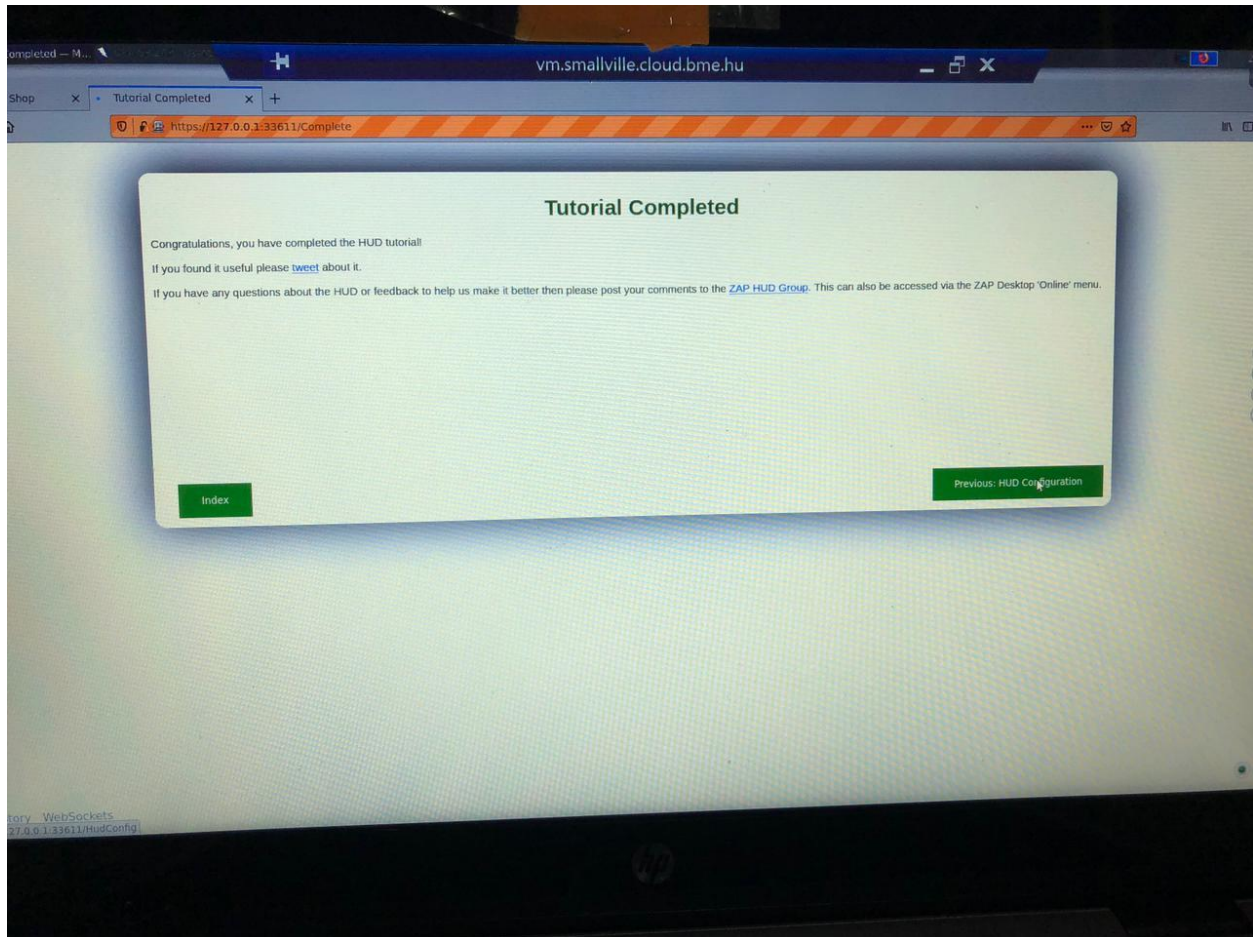 ompleted — M...
vm.smallville.cloud.bme.hu
Shop
Tutorial Completed
https://127.0.0.1:33611/Complete
Tutorial Completed
Congratulations, you have completed the HUD tutorial!
If you found it useful please tweet about it.
If you have any questions about the HUD or feedback to help us make it better then please post your comments to the ZAP HUD Group. This can also be accessed via the ZAP Desktop 'Online' menu.
Index
Previous: HUD Configuration
tory WebSockets
27.0.0.1:33611/HudConfig
hp